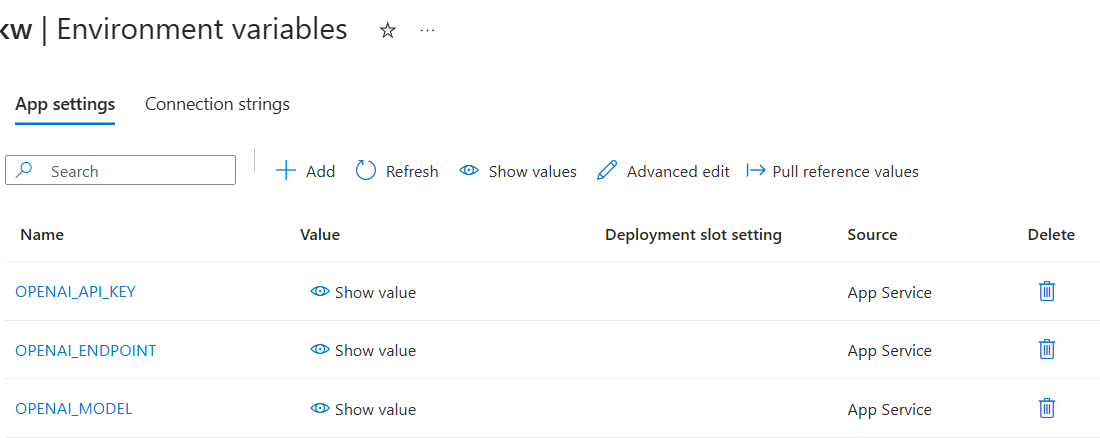 kw | Environment variables
App settings Connection strings
Search Add Refresh Show values Advanced edit Pull reference values
Name Value Deployment slot setting Source Delete
OPENAI_API_KEY Show value App Service
OPENAI_ENDPOINT Show value App Service
OPENAI_MODEL Show value App Service